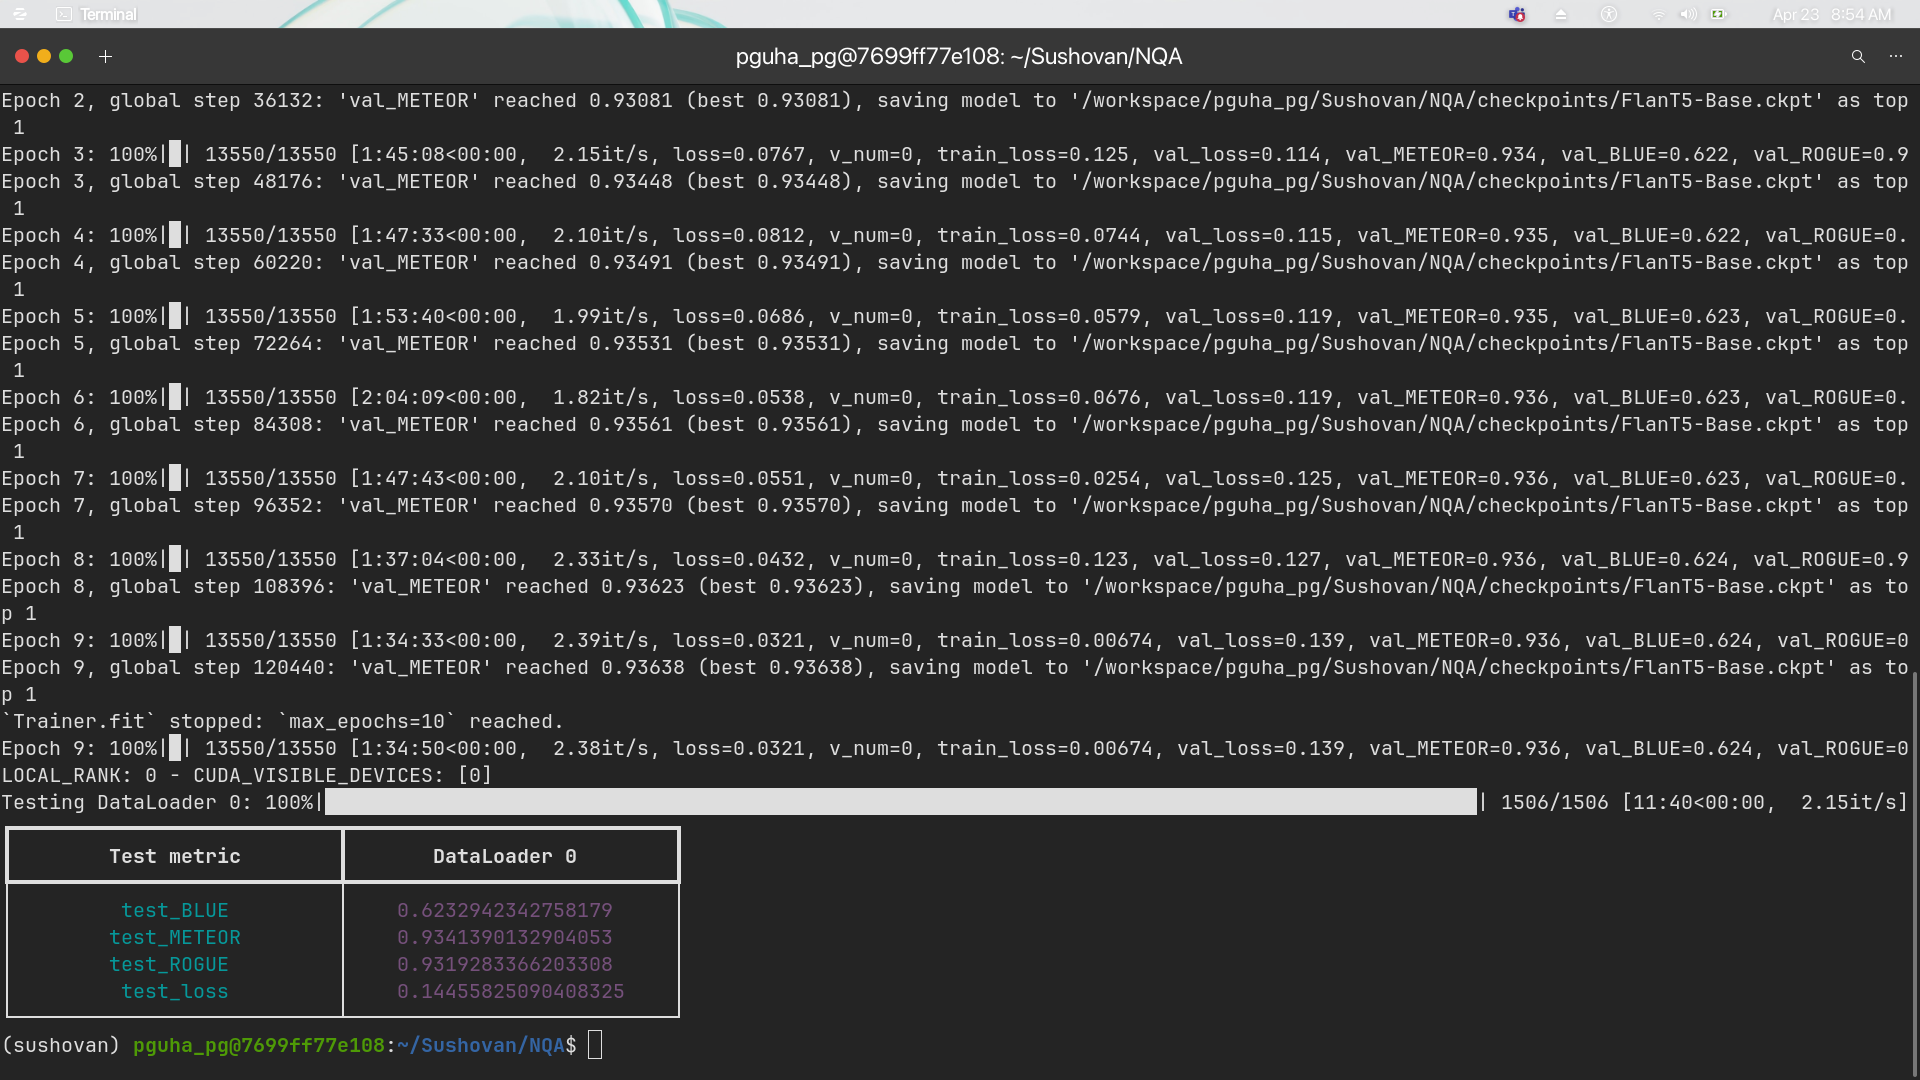 Terminal
Apr 23 8:54 AM
pguha_pg@7699ff77e108: ~/Sushovan/NQA
Epoch 2, global step 36132: 'val_METEOR' reached 0.93081 (best 0.93081), saving model to '/workspace/pguha_pg/Sushovan/NQA/checkpoints/FlanT5-Base.ckpt' as top
1
Epoch 3: 100%|█| 13550/13550 [1:45:08<00:00,  2.15it/s, loss=0.0767, v_num=0, train_loss=0.125, val_loss=0.114, val_METEOR=0.934, val_BLUE=0.622, val_ROGUE=0.9
Epoch 3, global step 48176: 'val_METEOR' reached 0.93448 (best 0.93448), saving model to '/workspace/pguha_pg/Sushovan/NQA/checkpoints/FlanT5-Base.ckpt' as top
1
Epoch 4: 100%|█| 13550/13550 [1:47:33<00:00,  2.10it/s, loss=0.0812, v_num=0, train_loss=0.0744, val_loss=0.115, val_METEOR=0.935, val_BLUE=0.622, val_ROGUE=0.
Epoch 4, global step 60220: 'val_METEOR' reached 0.93491 (best 0.93491), saving model to '/workspace/pguha_pg/Sushovan/NQA/checkpoints/FlanT5-Base.ckpt' as top
1
Epoch 5: 100%|█| 13550/13550 [1:53:40<00:00,  1.99it/s, loss=0.0686, v_num=0, train_loss=0.0579, val_loss=0.119, val_METEOR=0.935, val_BLUE=0.623, val_ROGUE=0.
Epoch 5, global step 72264: 'val_METEOR' reached 0.93531 (best 0.93531), saving model to '/workspace/pguha_pg/Sushovan/NQA/checkpoints/FlanT5-Base.ckpt' as top
1
Epoch 6: 100%|█| 13550/13550 [2:04:09<00:00,  1.82it/s, loss=0.0538, v_num=0, train_loss=0.0676, val_loss=0.119, val_METEOR=0.936, val_BLUE=0.623, val_ROGUE=0.
Epoch 6, global step 84308: 'val_METEOR' reached 0.93561 (best 0.93561), saving model to '/workspace/pguha_pg/Sushovan/NQA/checkpoints/FlanT5-Base.ckpt' as top
1
Epoch 7: 100%|█| 13550/13550 [1:47:43<00:00,  2.10it/s, loss=0.0551, v_num=0, train_loss=0.0254, val_loss=0.125, val_METEOR=0.936, val_BLUE=0.623, val_ROGUE=0.
Epoch 7, global step 96352: 'val_METEOR' reached 0.93570 (best 0.93570), saving model to '/workspace/pguha_pg/Sushovan/NQA/checkpoints/FlanT5-Base.ckpt' as top
1
Epoch 8: 100%|█| 13550/13550 [1:37:04<00:00,  2.33it/s, loss=0.0432, v_num=0, train_loss=0.123, val_loss=0.127, val_METEOR=0.936, val_BLUE=0.624, val_ROGUE=0.9
Epoch 8, global step 108396: 'val_METEOR' reached 0.93623 (best 0.93623), saving model to '/workspace/pguha_pg/Sushovan/NQA/checkpoints/FlanT5-Base.ckpt' as to
p 1
Epoch 9: 100%|█| 13550/13550 [1:34:33<00:00,  2.39it/s, loss=0.0321, v_num=0, train_loss=0.00674, val_loss=0.139, val_METEOR=0.936, val_BLUE=0.624, val_ROGUE=0
Epoch 9, global step 120440: 'val_METEOR' reached 0.93638 (best 0.93638), saving model to '/workspace/pguha_pg/Sushovan/NQA/checkpoints/FlanT5-Base.ckpt' as to
p 1
`Trainer.fit` stopped: `max_epochs=10` reached.
Epoch 9: 100%|█| 13550/13550 [1:34:50<00:00,  2.38it/s, loss=0.0321, v_num=0, train_loss=0.00674, val_loss=0.139, val_METEOR=0.936, val_BLUE=0.624, val_ROGUE=0
LOCAL_RANK: 0 - CUDA_VISIBLE_DEVICES: [0]
Testing DataLoader 0: 100%|█| 1506/1506 [11:40<00:00,  2.15it/s]
Test metric DataLoader 0
test_BLUE 0.6232942342758179
test_METEOR 0.9341390132904053
test_ROGUE 0.9319283366203308
test_loss 0.14455825090408325
(sushovan) pguha_pg@7699ff77e108:~/Sushovan/NQA$